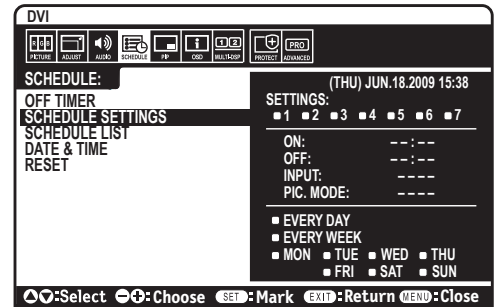 DVI
RGB
PICTURE ADJUST AUDIO SCHEDULE PIP OSD MULTI-DSP PROTECT ADVANCED
i 1 2 PRO
SCHEDULE:
OFF TIMER
SCHEDULE SETTINGS
SCHEDULE LIST
DATE & TIME
RESET
(THU) JUN.18.2009 15:38
SETTINGS:
1 2 3 4 5 6 7
ON: --:--
OFF: --:--
INPUT: ----
PIC. MODE: ----
EVERY DAY
EVERY WEEK
MON TUE WED THU
FRI SAT SUN
:Select :Choose SET:Mark EXIT:Return MENU:Close